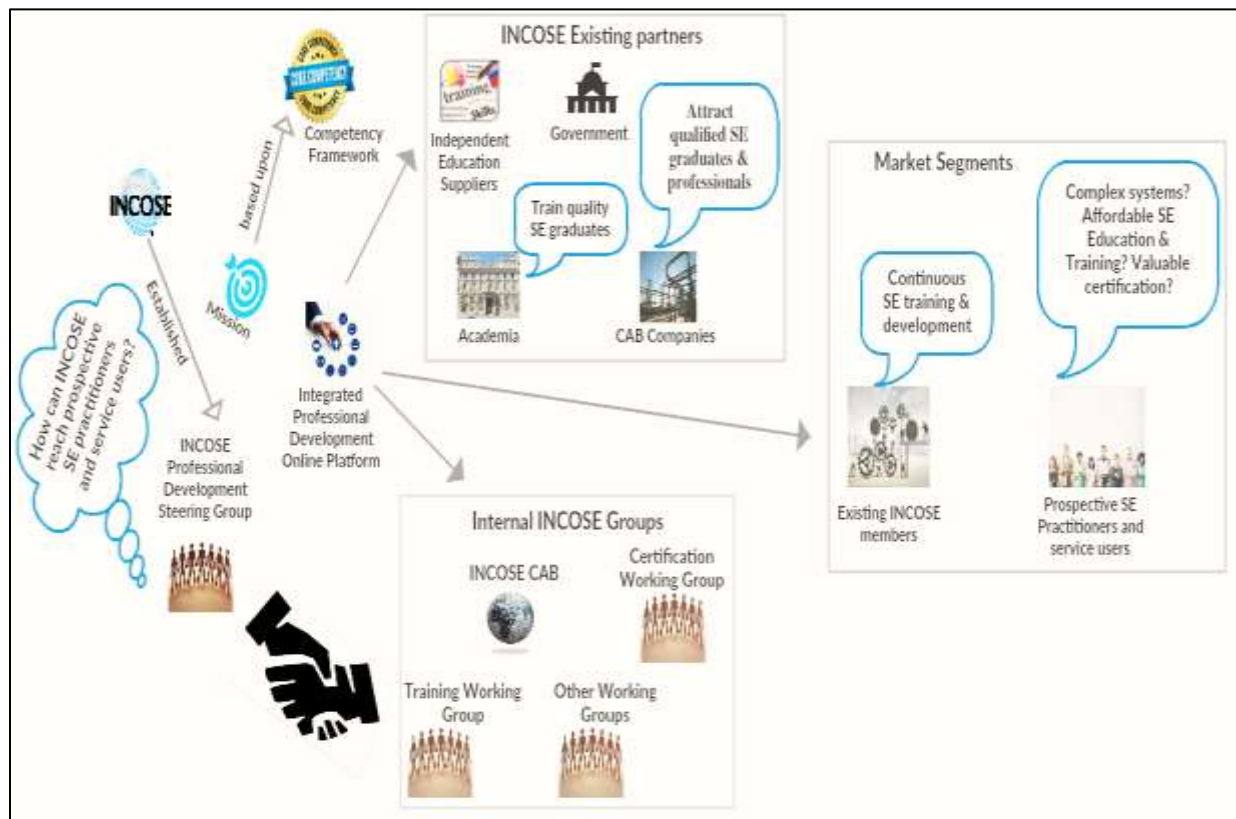 INCOSE Existing partners
CORE COMPETENCY
Competency
Framework
training
Skills
Independent
Education
Suppliers
Government
Attract
qualified SE
graduates &
professionals
Train quality
SE graduates
Academia
CAB Companies
Market Segments
Complex systems?
Affordable SE
Education &
Training? Valuable
certification?
Continuous
SE training &
development
Existing INCOSE
members
Prospective SE
Practitioners and
service users
INCOSE
based upon
Established
Mission
How can INCOSE
reach prospective
SE practitioners
and service users?
INCOSE
Professional
Development
Steering Group
Integrated
Professional
Development
Online Platform
Internal INCOSE Groups
INCOSE CAB
Certification
Working Group
Training Working
Group
Other Working
Groups